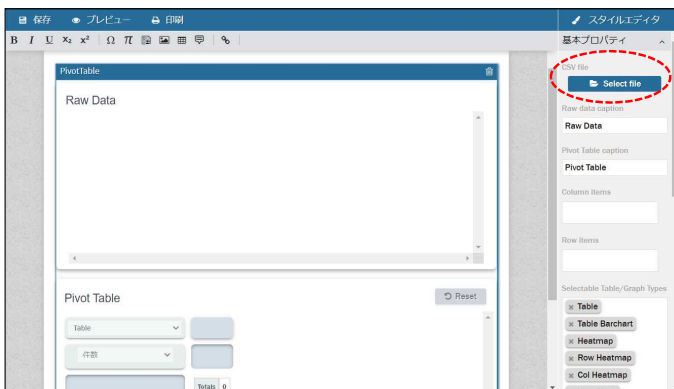 保存 プレビュー 印刷 スタイルエディタ
B I U x₂ x² Ω π 基本プロパティ
PivotTable
CSV file
Select file
Raw Data
Raw data caption
Raw Data
Pivot Table caption
Pivot Table
Column items
Row items
Pivot Table
Reset
Selectable Table/Graph Types
Table
× Table
件数
× Table Barchart
× Heatmap
× Row Heatmap
× Col Heatmap
Totals 0